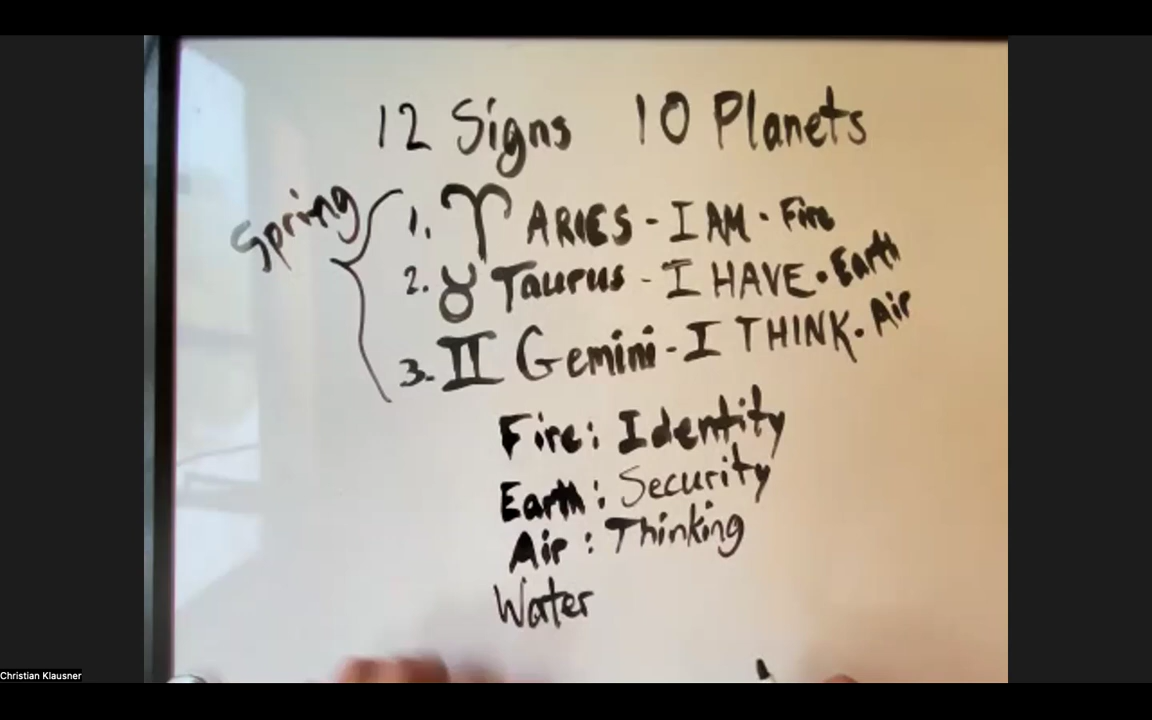 12 Signs 10 Planets
Spring
1. ♈ ARIES - I AM · Fire
2. ♉ Taurus - I HAVE · Earth
3. ♊ Gemini - I THINK · Air
Fire: Identity
Earth: Security
Air: Thinking
Water
Christian Klausner